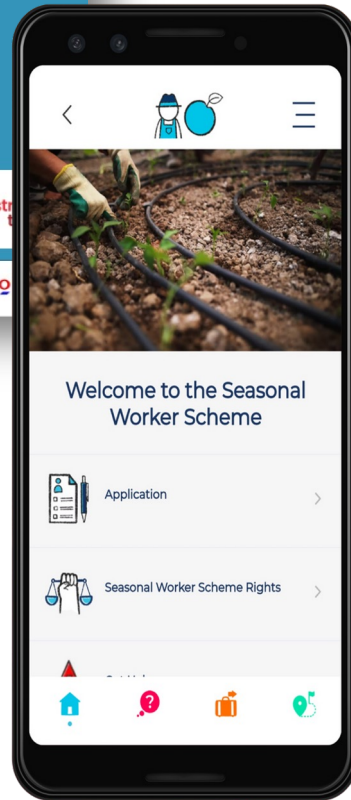 Welcome to the Seasonal
Worker Scheme
Application
Seasonal Worker Scheme Rights
?